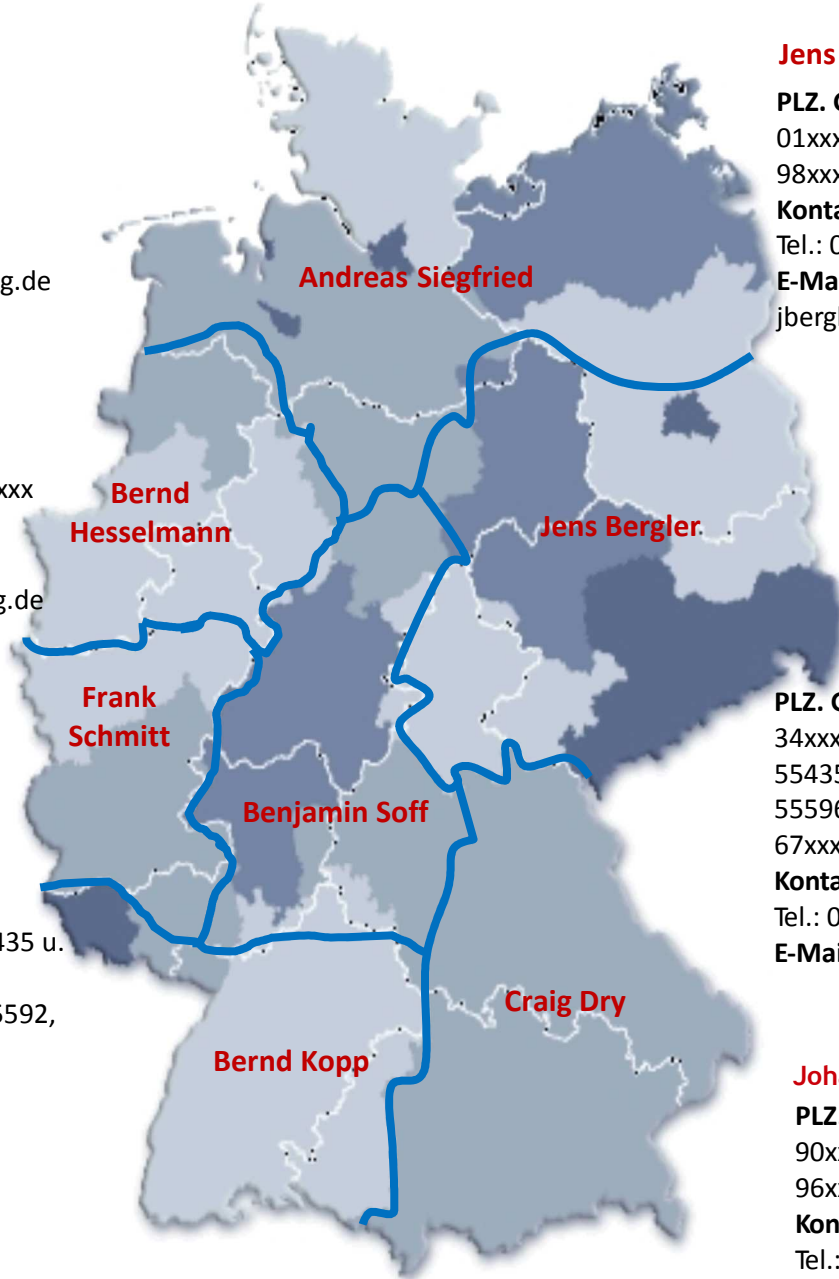 g.de
xxx
g.de
435 u.
5592,
Andreas Siegfried
Bernd
Hesselmann
Jens Bergler
Frank
Schmitt
Benjamin Soff
Craig Dry
Bernd Kopp
Jens
PLZ.
01xxx
98xxx
Konta
Tel.: 0
E-Ma
jberg
PLZ.
34xxx
55435
55596
67xxx
Konta
Tel.: 0
E-Mai
Joh
PLZ
90x
96x
Kon
Tel.: